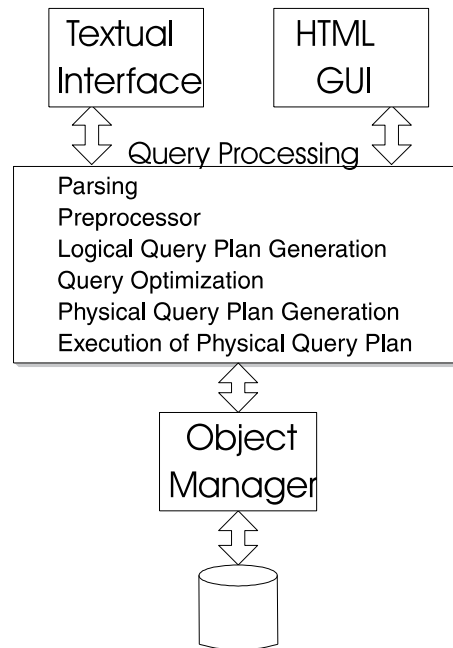 Textual
Interface
HTML
GUI
Query Processing
Parsing
Preprocessor
Logical Query Plan Generation
Query Optimization
Physical Query Plan Generation
Execution of Physical Query Plan
Object
Manager